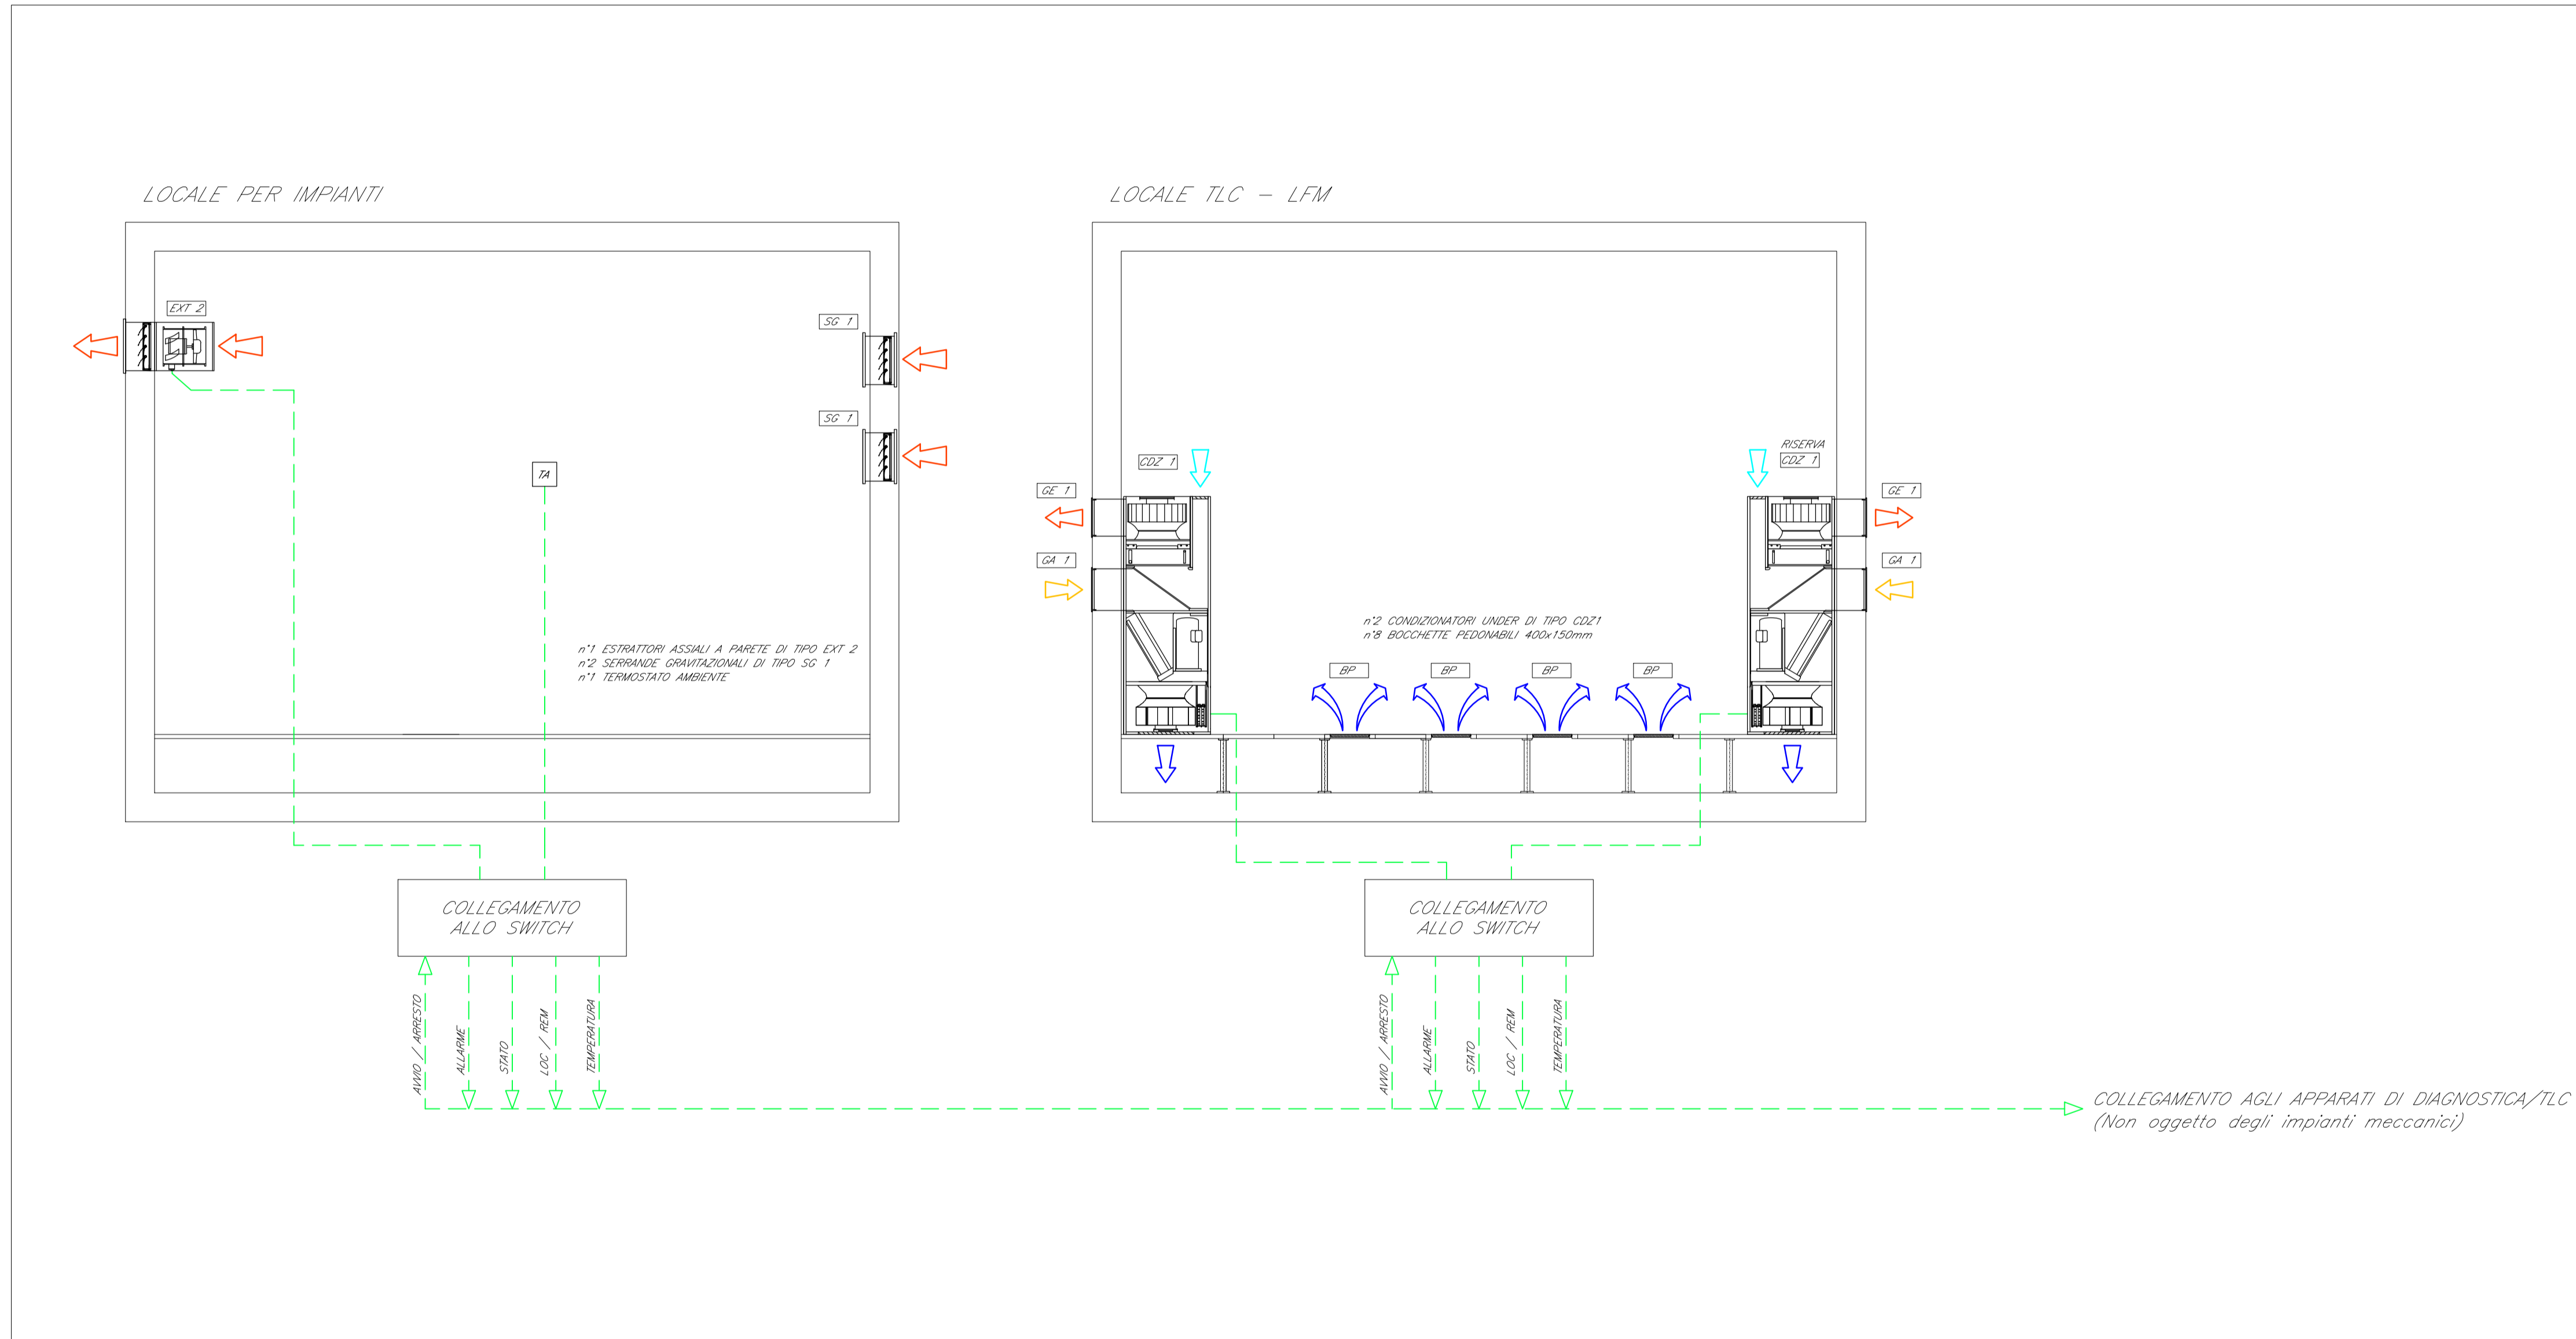 LOCALE PER IMPIANTI
EXT 2
SG 1
SG 1
TA
n°1 ESTRATTORI ASSIALI A PARETE DI TIPO EXT 2
n°2 SERRANDE GRAVITAZIONALI DI TIPO SG 1
n°1 TERMOSTATO AMBIENTE
COLLEGAMENTO
ALLO SWITCH
AVVIO / ARRESTO
ALLARME
STATO
LOC / REM
TEMPERATURA
LOCALE TLC - LFM
CDZ 1
RISERVA
CDZ 1
GE 1
GE 1
GA 1
GA 1
n°2 CONDIZIONATORI UNDER DI TIPO CDZ1
n°8 BOCCHETTE PEDONABILI 400x150mm
BP
BP
BP
BP
COLLEGAMENTO
ALLO SWITCH
AVVIO / ARRESTO
ALLARME
STATO
LOC / REM
TEMPERATURA
COLLEGAMENTO AGLI APPARATI DI DIAGNOSTICA/TLC
(Non oggetto degli impianti meccanici)